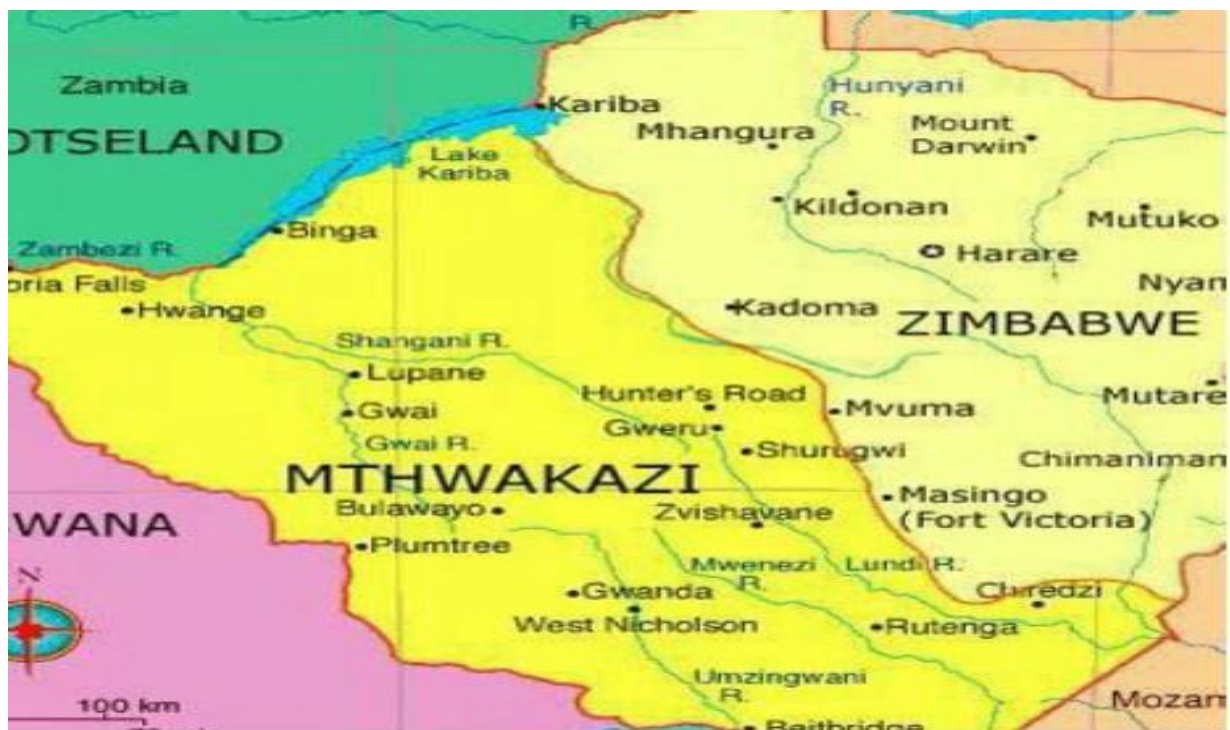 R.
Zambia
OTSELAND
Kariba
Hunyani
R.
Mhangura
Mount
Darwin
Lake
Kariba
Kildonan
Mutuko
Binga
Zambezi R.
Harare
oria Falls
Nyan
Hwange
Kadoma
ZIMBABWE
Shangani R.
Lupane
Hunter's Road
Mutare
Gwai
Mvuma
Gweru
Gwai R.
Shurugwi
Chimaniman
MTHWAKAZI
Masingo
(Fort Victoria)
WANA
Bulawayo
Zvishavane
Plumtree
Mwenezi
R.
Lundi R.
N
Gwanda
Chiredzi
West Nicholson
Rutenga
Umzingwani
R.
Mozan
100 km
Beitbridge